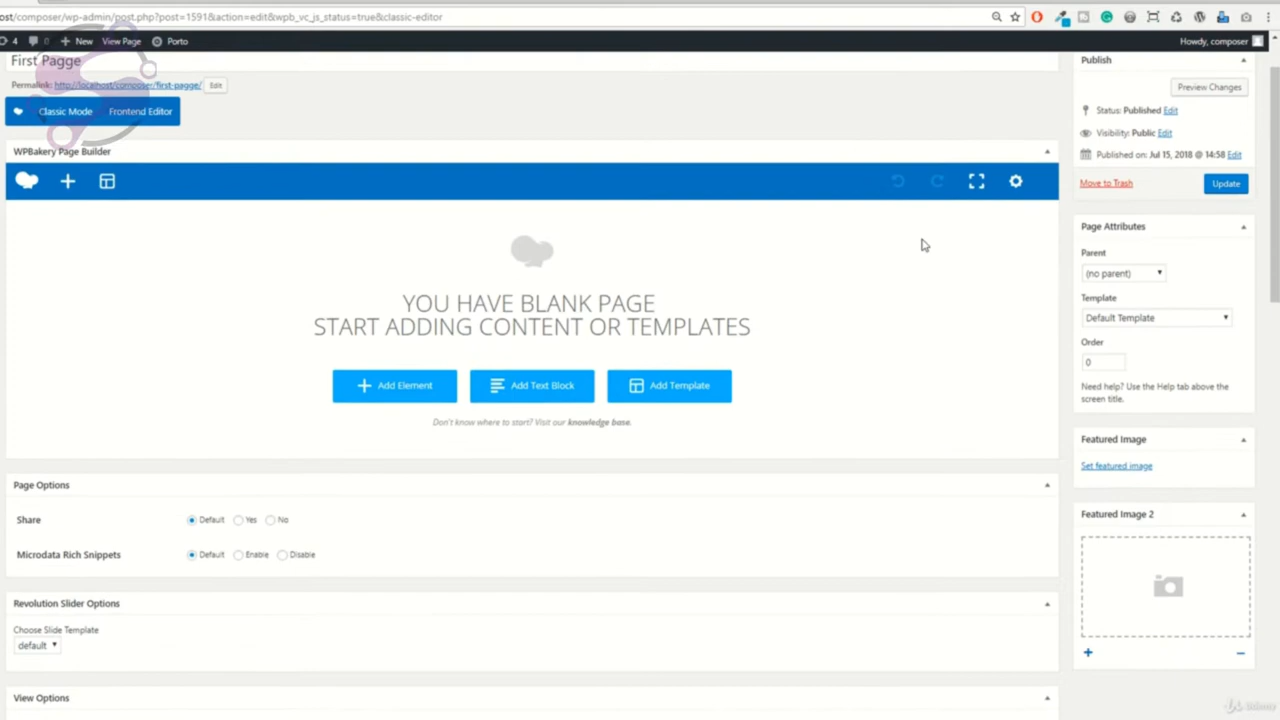 ost/composer/wp-admin/post.php?post=1591&action=edit&wpb_vc_js_status=true&classic-editor
4 0 New View Page Porto Howdy, composer
First Pagge
Permalink: http://localhost/composer/first-pagge/ Edit
Classic Mode Frontend Editor
WPBakery Page Builder
YOU HAVE BLANK PAGE
START ADDING CONTENT OR TEMPLATES
Add Element Add Text Block Add Template
Don't know where to start? Visit our knowledge base.
Page Options
Share Default Yes No
Microdata Rich Snippets Default Enable Disable
Revolution Slider Options
Choose Slide Template
default
View Options
Publish
Preview Changes
Status: Published Edit
Visibility: Public Edit
Published on: Jul 15, 2018 @ 14:58 Edit
Move to Trash Update
Page Attributes
Parent
(no parent)
Template
Default Template
Order
0
Need help? Use the Help tab above the
screen title.
Featured Image
Set featured image
Featured Image 2
Udemy